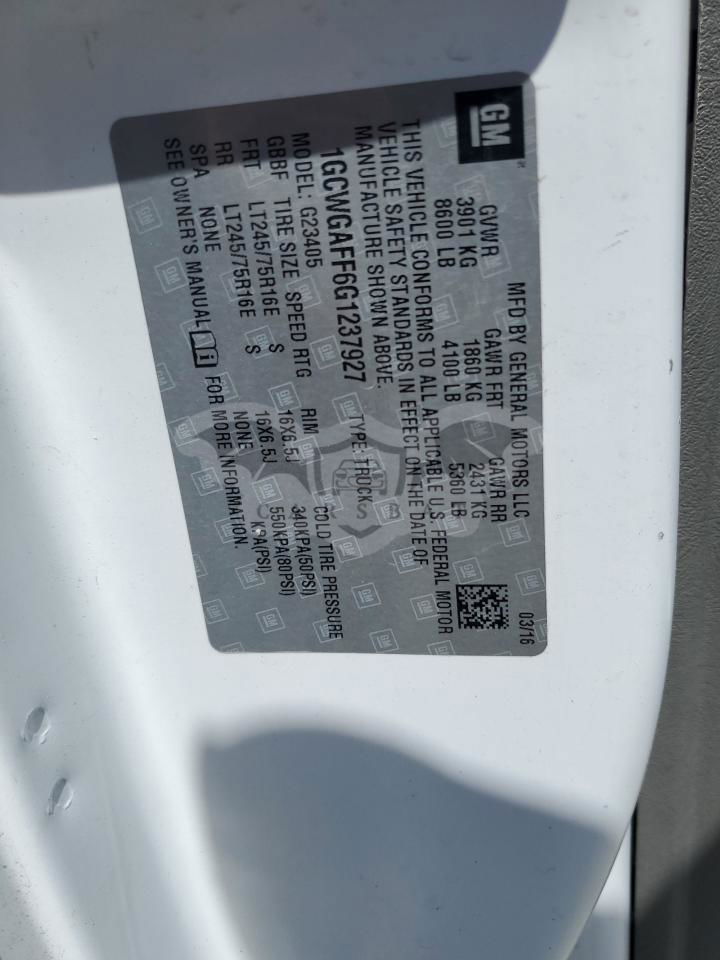 GM
MFD BY GENERAL MOTORS LLC
03/16
GVWR GAWR FRT GAWR RR
3901 KG 1860 KG 2431 KG
8600 LB 4100 LB 5360 LB
THIS VEHICLE CONFORMS TO ALL APPLICABLE U.S. FEDERAL MOTOR
VEHICLE SAFETY STANDARDS IN EFFECT ON THE DATE OF
MANUFACTURE SHOWN ABOVE.
1GCWGAFF6G1237927 TYPE: TRUCK
MODEL: G23405
GBBF TIRE SIZE SPEED RTG RIM COLD TIRE PRESSURE
FRT LT245/75R16E S 16X6.5J 340KPA(50PSI)
RR LT245/75R16E S 16X6.5J 550KPA(80PSI)
SPA NONE NONE KPA(PSI)
SEE OWNER'S MANUAL FOR MORE INFORMATION.